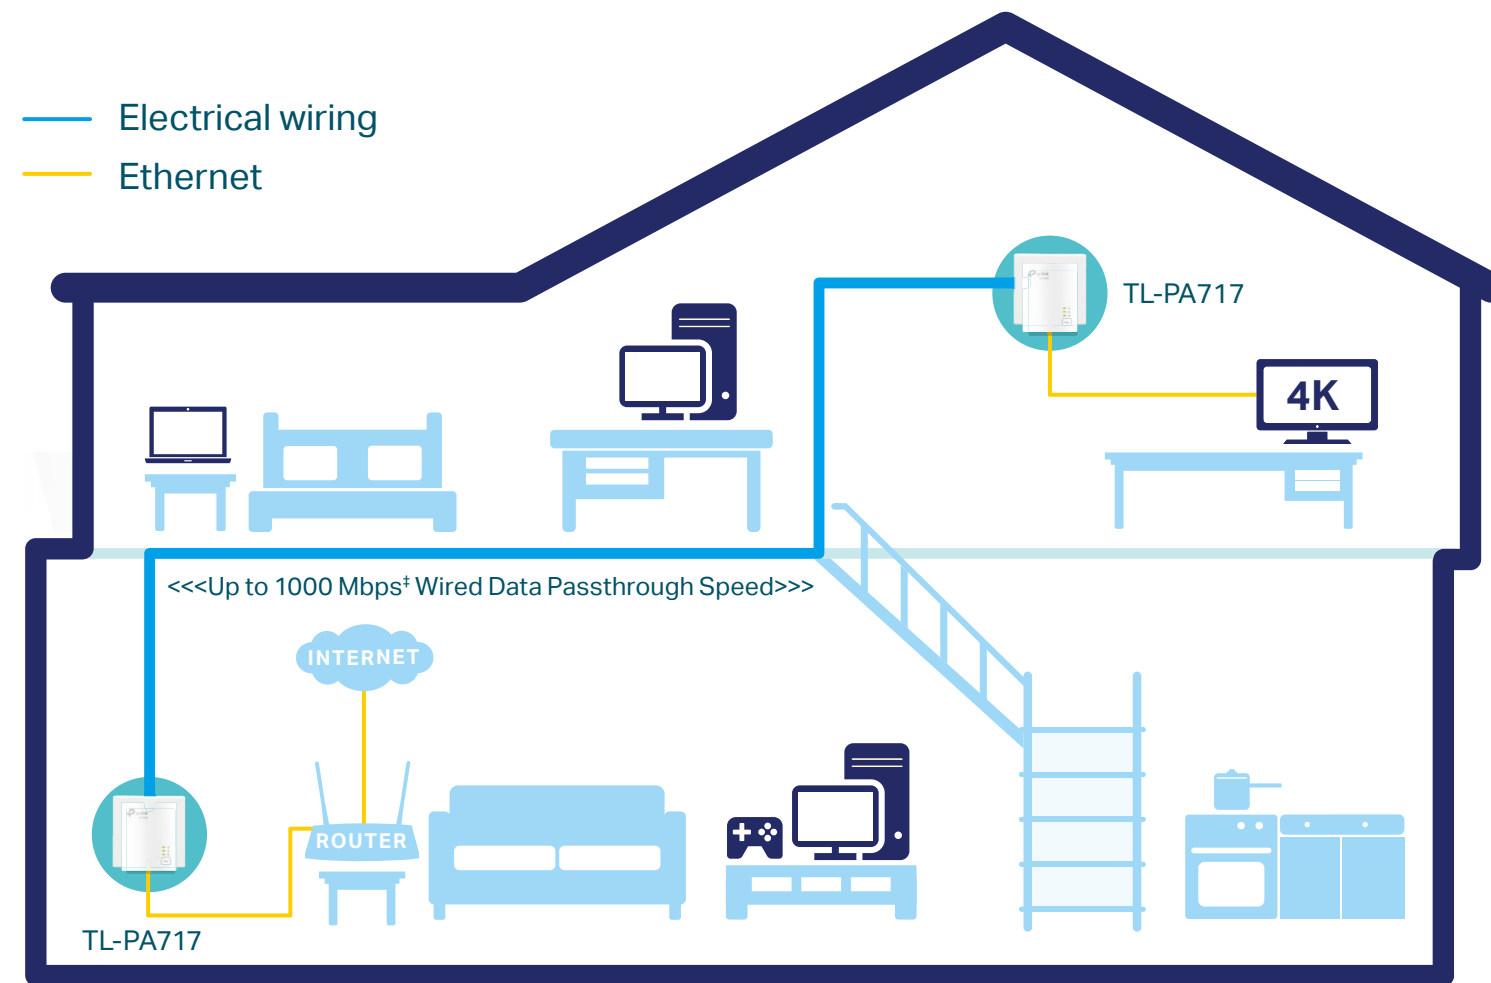 Electrical wiring
Ethernet
TL-PA717
4K
<<<Up to 1000 Mbps‡ Wired Data Passthrough Speed>>>
INTERNET
ROUTER
TL-PA717